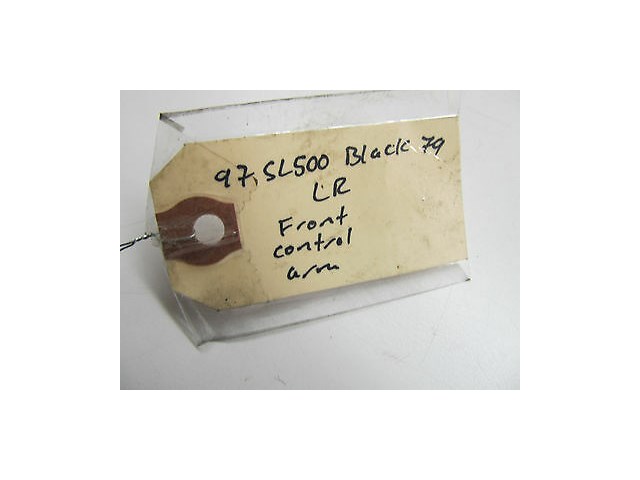 97 SL500 Black 79
LR
Front
control
arm